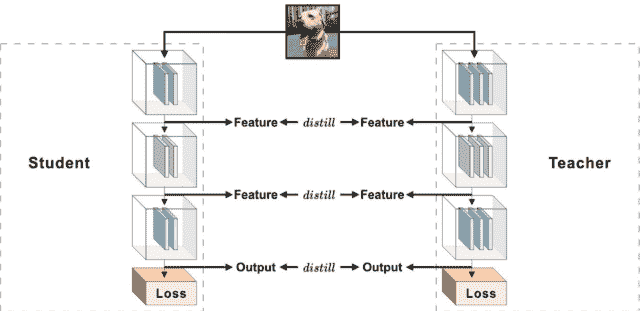 Feature distill Feature
Student
Teacher
Feature distill Feature
Output distill Output
Loss
Loss